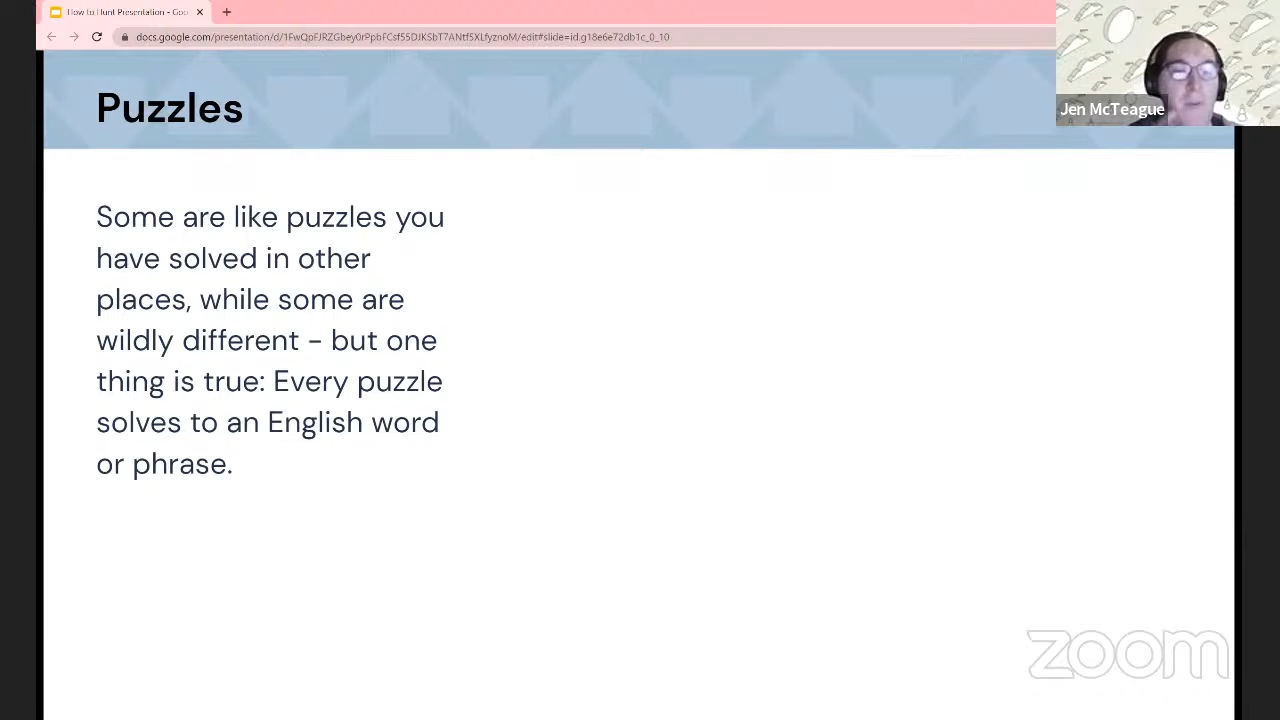 How to Hunt Presentation - Goo
docs.google.com/presentation/d/1FwQpFJRZGbey0rPpbFCsf55DJKSbT7ANtf5XLfyznoM/edit#slide=id.g18e6e72db1c_0_10
Jen McTeague
Puzzles
Some are like puzzles you
have solved in other
places, while some are
wildly different - but one
thing is true: Every puzzle
solves to an English word
or phrase.
zoom